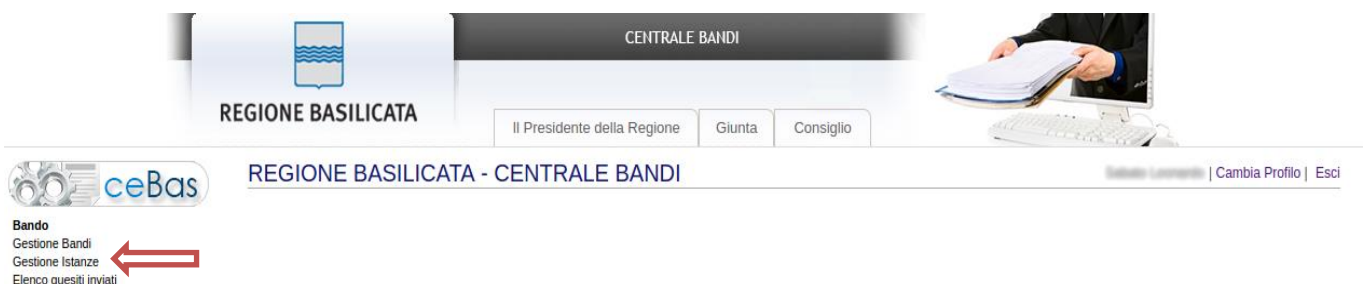 CENTRALE BANDI
REGIONE BASILICATA
Il Presidente della Regione Giunta Consiglio
ceBas
REGIONE BASILICATA - CENTRALE BANDI
| Cambia Profilo | Esci
Bando
Gestione Bandi
Gestione Istanze
Elenco quesiti inviati